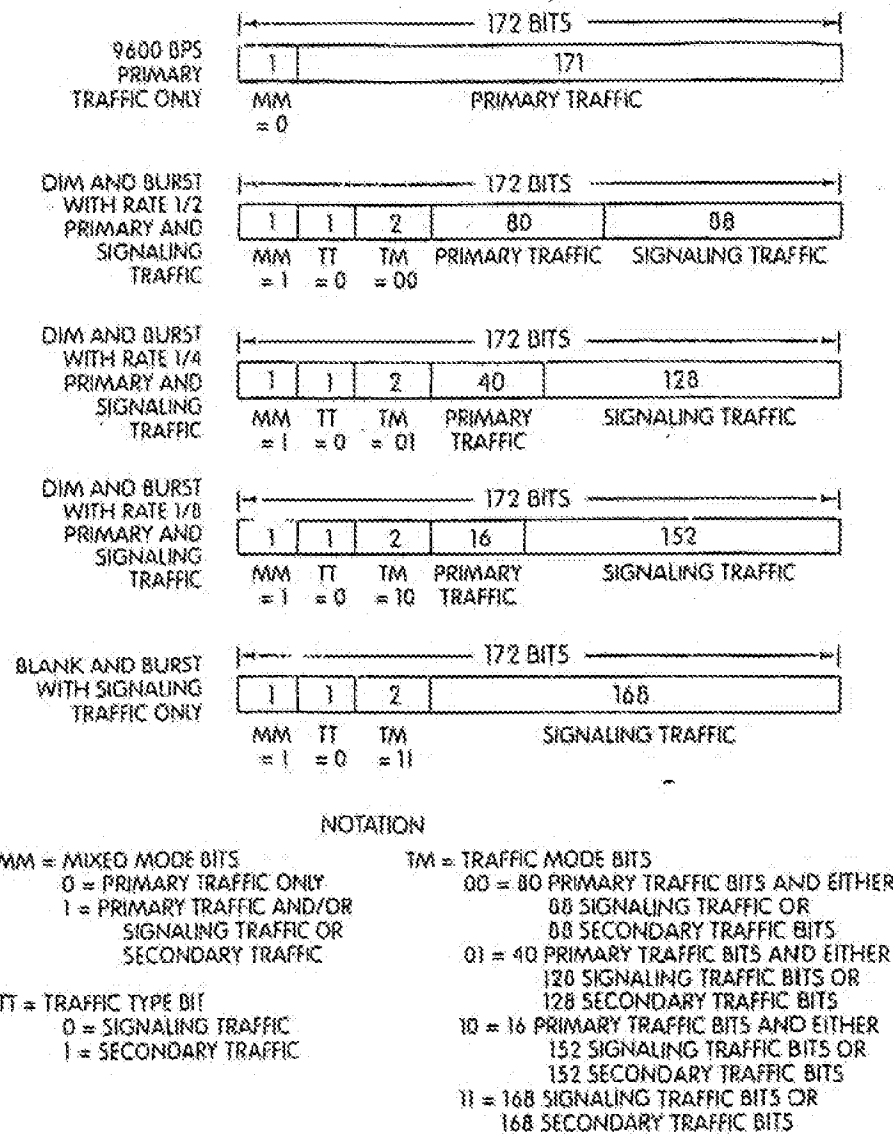 172 BITS
9600 BPS
PRIMARY
TRAFFIC ONLY
1 171
MM
= 0
PRIMARY TRAFFIC
DIM AND BURST
WITH RATE 1/2
PRIMARY AND
SIGNALING
TRAFFIC
172 BITS
1 1 2 80 88
MM TT TM PRIMARY TRAFFIC SIGNALING TRAFFIC
= 1 = 0 = 00
DIM AND BURST
WITH RATE 1/4
PRIMARY AND
SIGNALING
TRAFFIC
172 BITS
1 1 2 40 128
MM TT TM PRIMARY TRAFFIC SIGNALING TRAFFIC
= 1 = 0 = 01
DIM AND BURST
WITH RATE 1/8
PRIMARY AND
SIGNALING
TRAFFIC
172 BITS
1 1 2 16 152
MM TT TM PRIMARY TRAFFIC SIGNALING TRAFFIC
= 1 = 0 = 10
BLANK AND BURST
WITH SIGNALING
TRAFFIC ONLY
172 BITS
1 1 2 168
MM TT TM SIGNALING TRAFFIC
= 1 = 0 = 11
NOTATION
MM = MIXED MODE BITS
0 = PRIMARY TRAFFIC ONLY
1 = PRIMARY TRAFFIC AND/OR
SIGNALING TRAFFIC OR
SECONDARY TRAFFIC
TT = TRAFFIC TYPE BIT
0 = SIGNALING TRAFFIC
1 = SECONDARY TRAFFIC
TM = TRAFFIC MODE BITS
00 = 80 PRIMARY TRAFFIC BITS AND EITHER
88 SIGNALING TRAFFIC OR
88 SECONDARY TRAFFIC BITS
01 = 40 PRIMARY TRAFFIC BITS AND EITHER
128 SIGNALING TRAFFIC BITS OR
128 SECONDARY TRAFFIC BITS
10 = 16 PRIMARY TRAFFIC BITS AND EITHER
152 SIGNALING TRAFFIC BITS OR
152 SECONDARY TRAFFIC BITS
11 = 168 SIGNALING TRAFFIC BITS OR
168 SECONDARY TRAFFIC BITS